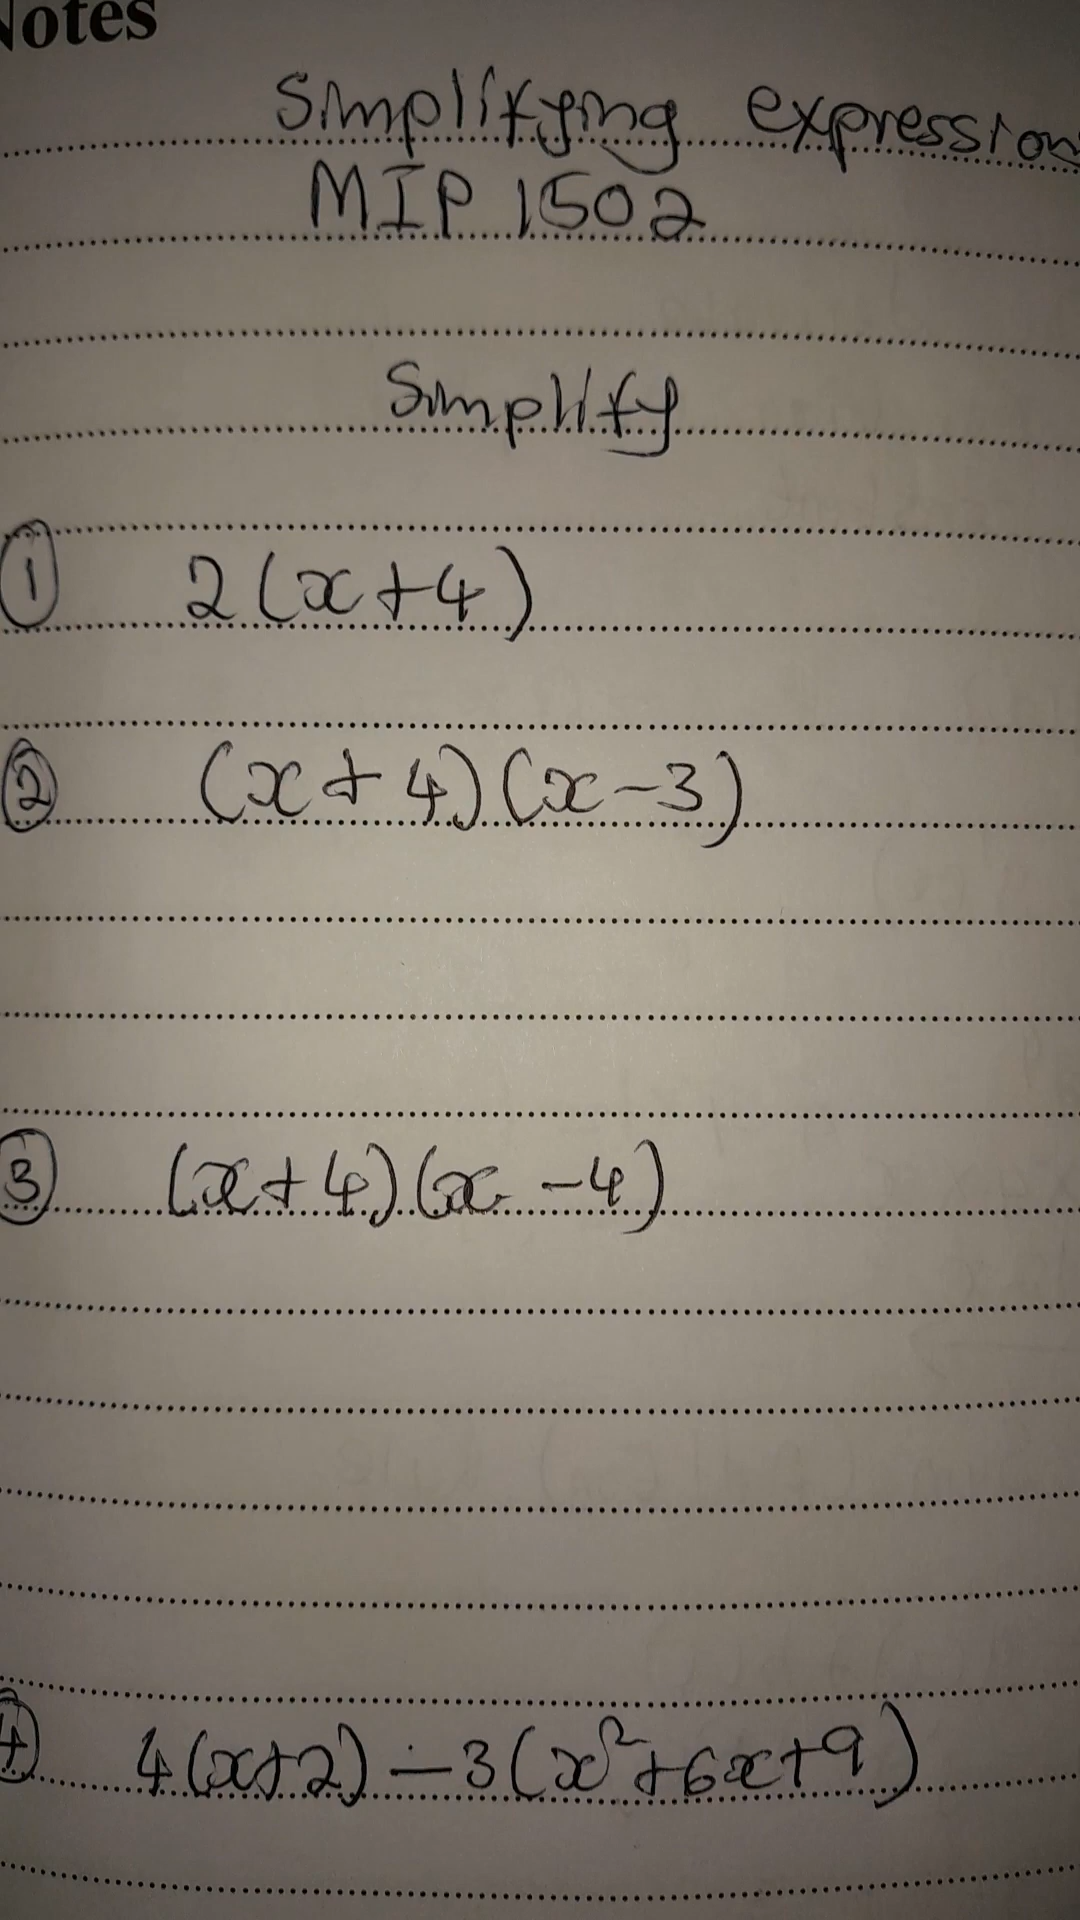 Notes
Simplifying expression
MIP 1502
Simplify
① 2(x+4)
② (x+4)(x-3)
③ (x+4)(x-4)
④ 4(x+2)-3(x²+6x+9)